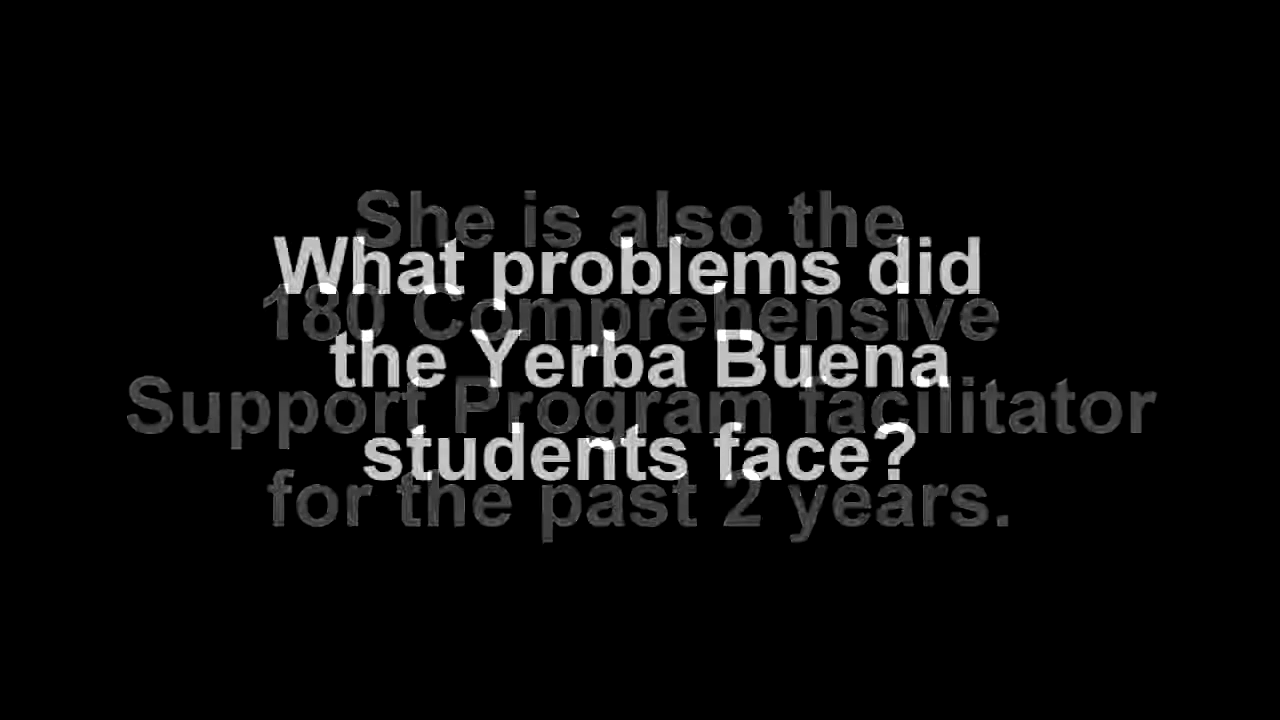 She is also the
180 Comprehensive
Support Program facilitator
for the past 2 years.
What problems did
the Yerba Buena
students face?